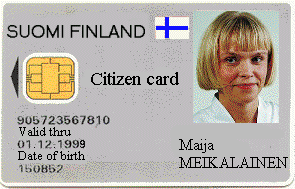 SUOMI FINLAND
Citizen card
905723567810
Valid thru
01.12.1999
Date of birth
150852
Maija
MEIKALAINEN